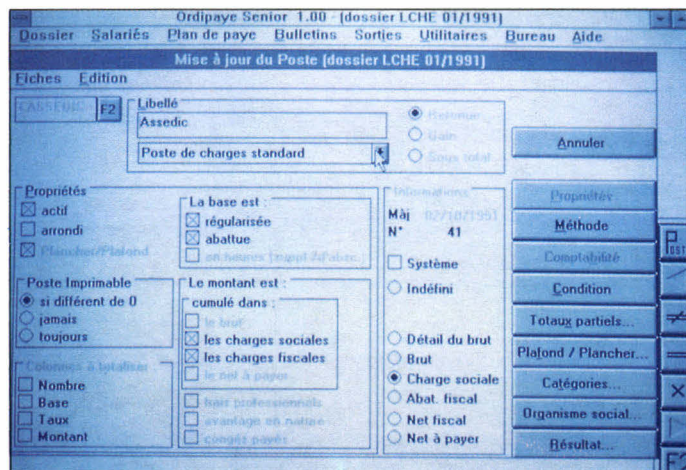 Ordipaye Senior 1.00 - (dossier LCHE 01/1991)
Dossier Salariés Plan de paye Bulletins Sorties Utilitaires Bureau Aide
Mise à jour du Poste (dossier LCHE 01/1991)
Fiches Edition
CASSEDIC F2
Libellé
Assedic
Poste de charges standard
Retenue
Gain
Sous total
Annuler
Propriétés
actif
arrondi
Plancher/Plafond
La base est :
régularisée
abattue
en heures
Informations
Màj 02/10/1991
N° 41
Système
Indéfini
Détail du brut
Brut
Charge sociale
Abat. fiscal
Net fiscal
Net à payer
Poste Imprimable
si différent de 0
jamais
toujours
Le montant est :
cumulé dans :
le brut
les charges sociales
les charges fiscales
le net à payer
frais professionnels
avantage en nature
congés payés
Colonnes à totaliser
Nombre
Base
Taux
Montant
Propriétés
Méthode
Comptabilité
Condition
Totaux partiels...
Plafond / Plancher...
Catégories...
Organisme social...
Résultat...
F2